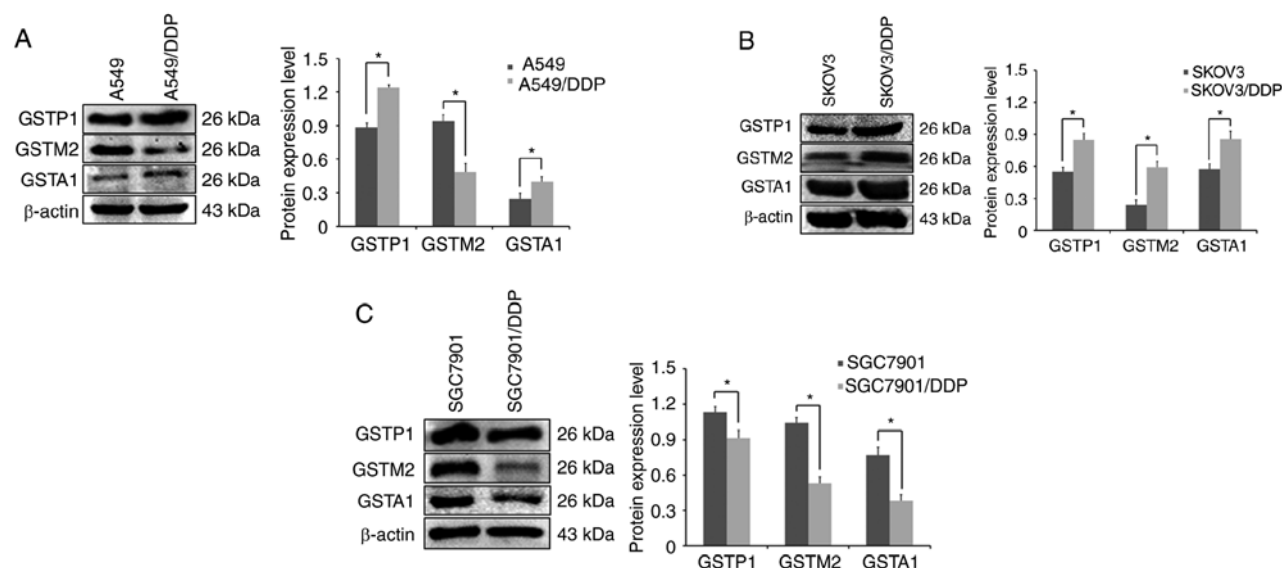 A
A549
A549/DDP
GSTP1
26 kDa
GSTM2
26 kDa
GSTA1
26 kDa
β-actin
43 kDa
Protein expression level
1.5
1.2
0.9
0.6
0.3
0
*
*
*
A549
A549/DDP
GSTP1 GSTM2 GSTA1
B
SKOV3
SKOV3/DDP
GSTP1
26 kDa
GSTM2
26 kDa
GSTA1
26 kDa
β-actin
43 kDa
Protein expression level
1.5
1.2
0.9
0.6
0.3
0
*
*
*
SKOV3
SKOV3/DDP
GSTP1 GSTM2 GSTA1
C
SGC7901
SGC7901/DDP
GSTP1
26 kDa
GSTM2
26 kDa
GSTA1
26 kDa
β-actin
43 kDa
Protein expression level
1.5
1.2
0.9
0.6
0.3
0
*
*
*
SGC7901
SGC7901/DDP
GSTP1 GSTM2 GSTA1